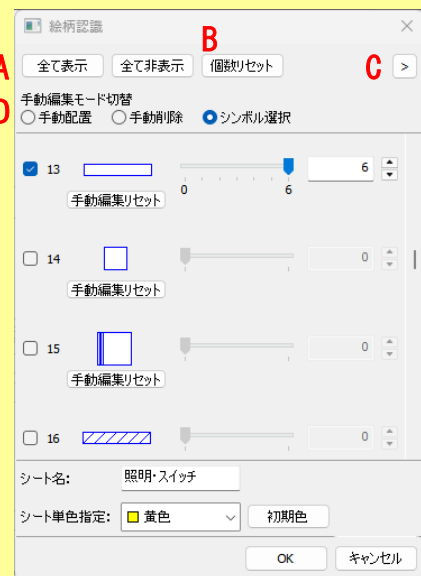 絵柄認識
B
A 全て表示 全て非表示 個数リセット C >
手動編集モード切替
D 手動配置 手動削除 シンボル選択
13 6
0 6
手動編集リセット
14 0
手動編集リセット
15 0
手動編集リセット
16 0
シート名: 照明・スイッチ
シート単色指定: 黄色 初期色
OK キャンセル